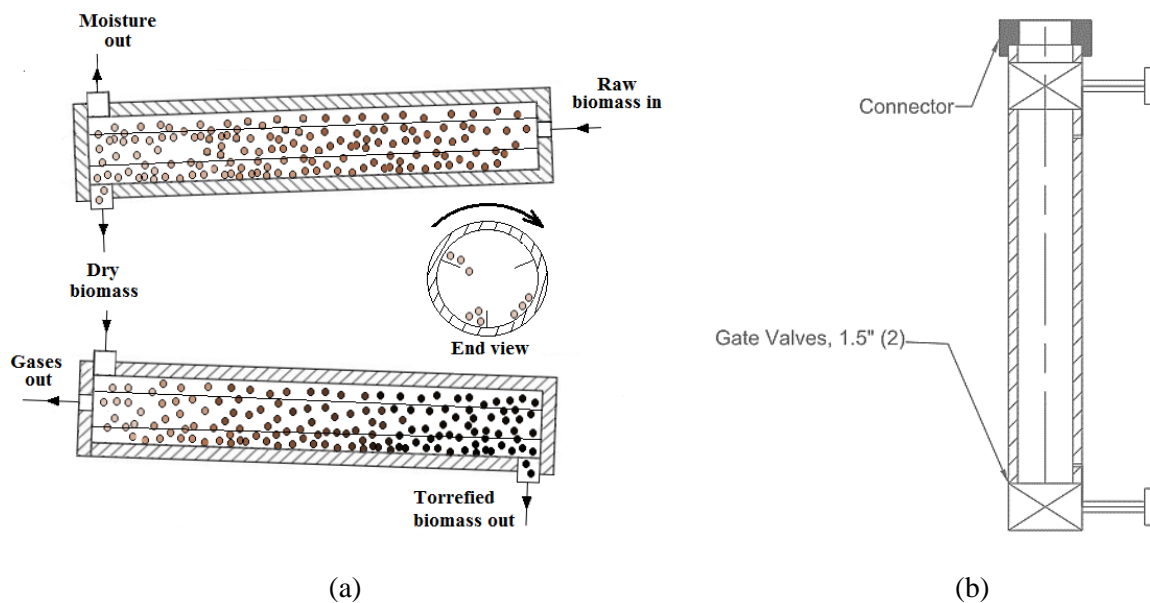 Moisture
out
Raw
biomass in
Dry
biomass
End view
Gases
out
Torrefied
biomass out
(a)
Connector
Gate Valves, 1.5" (2)
(b)